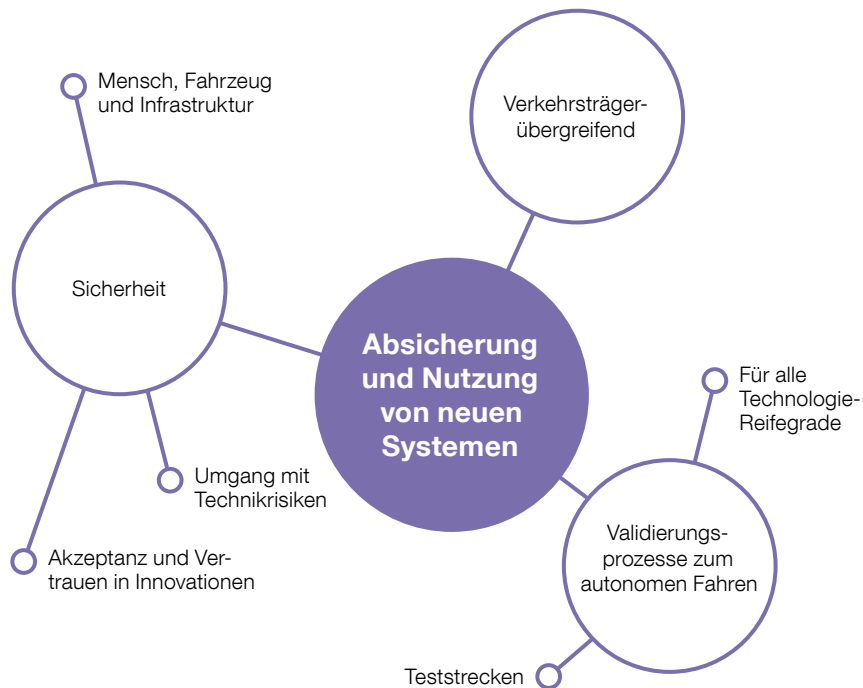 Mensch, Fahrzeug
und Infrastruktur
Verkehrsträger-
übergreifend
Sicherheit
Absicherung
und Nutzung
von neuen
Systemen
Für alle
Technologie-
Reifegrade
Umgang mit
Technikrisiken
Akzeptanz und Ver-
trauen in Innovationen
Validierungs-
prozesse zum
autonomen Fahren
Teststrecken